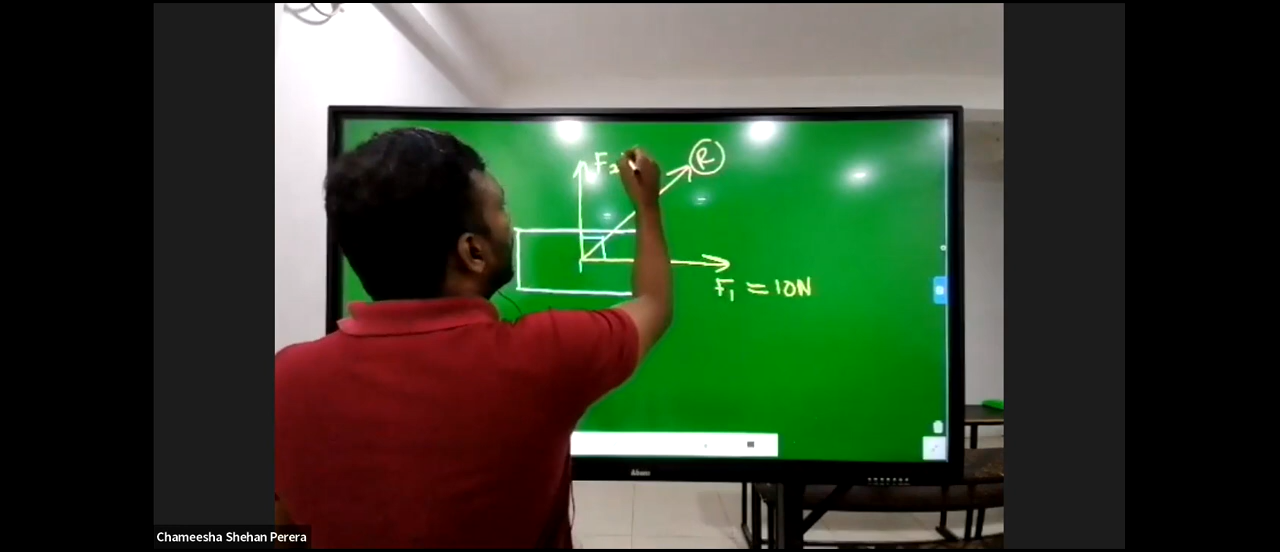 F₂
R
F₁ = 10N
Chameesha Shehan Perera